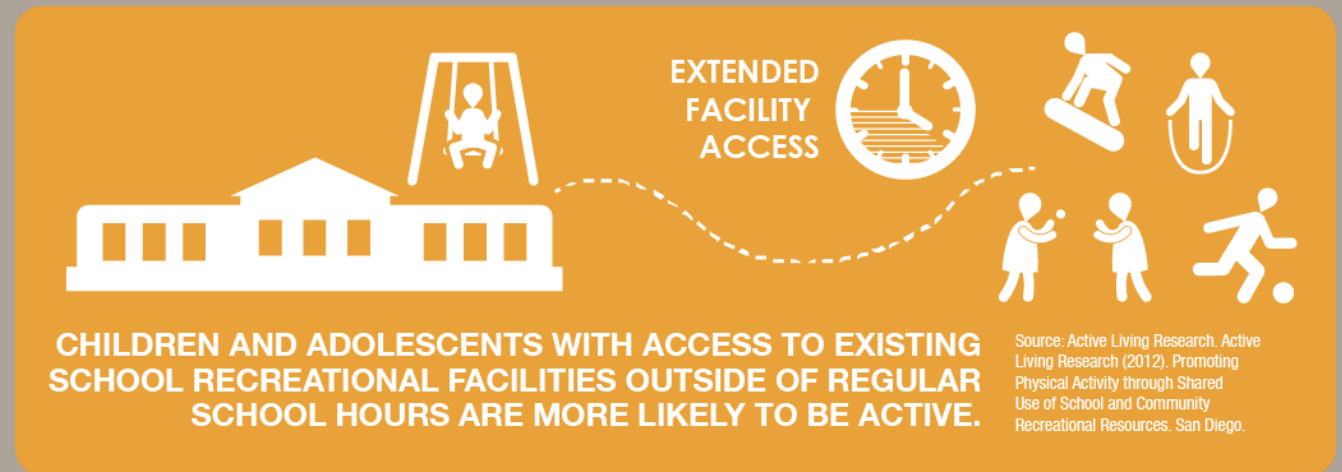 EXTENDED
FACILITY
ACCESS
CHILDREN AND ADOLESCENTS WITH ACCESS TO EXISTING
SCHOOL RECREATIONAL FACILITIES OUTSIDE OF REGULAR
SCHOOL HOURS ARE MORE LIKELY TO BE ACTIVE.
Source: Active Living Research. Active
Living Research (2012). Promoting
Physical Activity through Shared
Use of School and Community
Recreational Resources. San Diego.